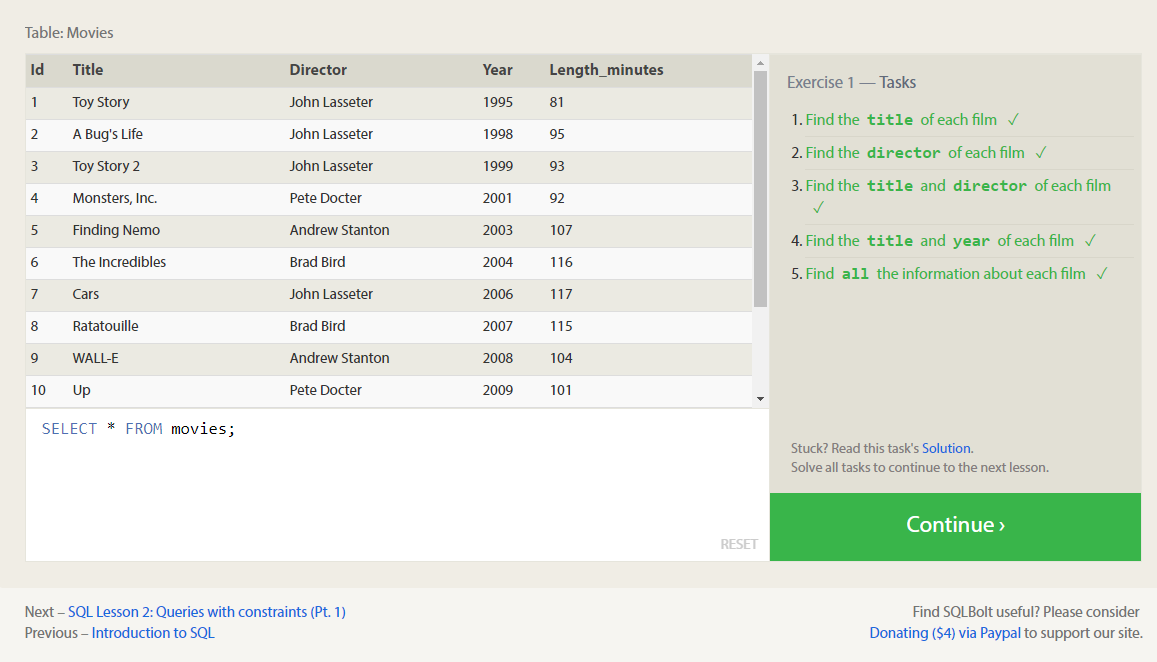 Table: Movies
Id Title Director Year Length_minutes
1 Toy Story John Lasseter 1995 81
2 A Bug's Life John Lasseter 1998 95
3 Toy Story 2 John Lasseter 1999 93
4 Monsters, Inc. Pete Docter 2001 92
5 Finding Nemo Andrew Stanton 2003 107
6 The Incredibles Brad Bird 2004 116
7 Cars John Lasseter 2006 117
8 Ratatouille Brad Bird 2007 115
9 WALL-E Andrew Stanton 2008 104
10 Up Pete Docter 2009 101
SELECT * FROM movies;
RESET
Exercise 1 — Tasks
1. Find the title of each film ✓
2. Find the director of each film ✓
3. Find the title and director of each film
✓
4. Find the title and year of each film ✓
5. Find all the information about each film ✓
Stuck? Read this task's Solution.
Solve all tasks to continue to the next lesson.
Continue ›
Next – SQL Lesson 2: Queries with constraints (Pt. 1)
Previous – Introduction to SQL
Find SQLBolt useful? Please consider
Donating ($4) via Paypal to support our site.